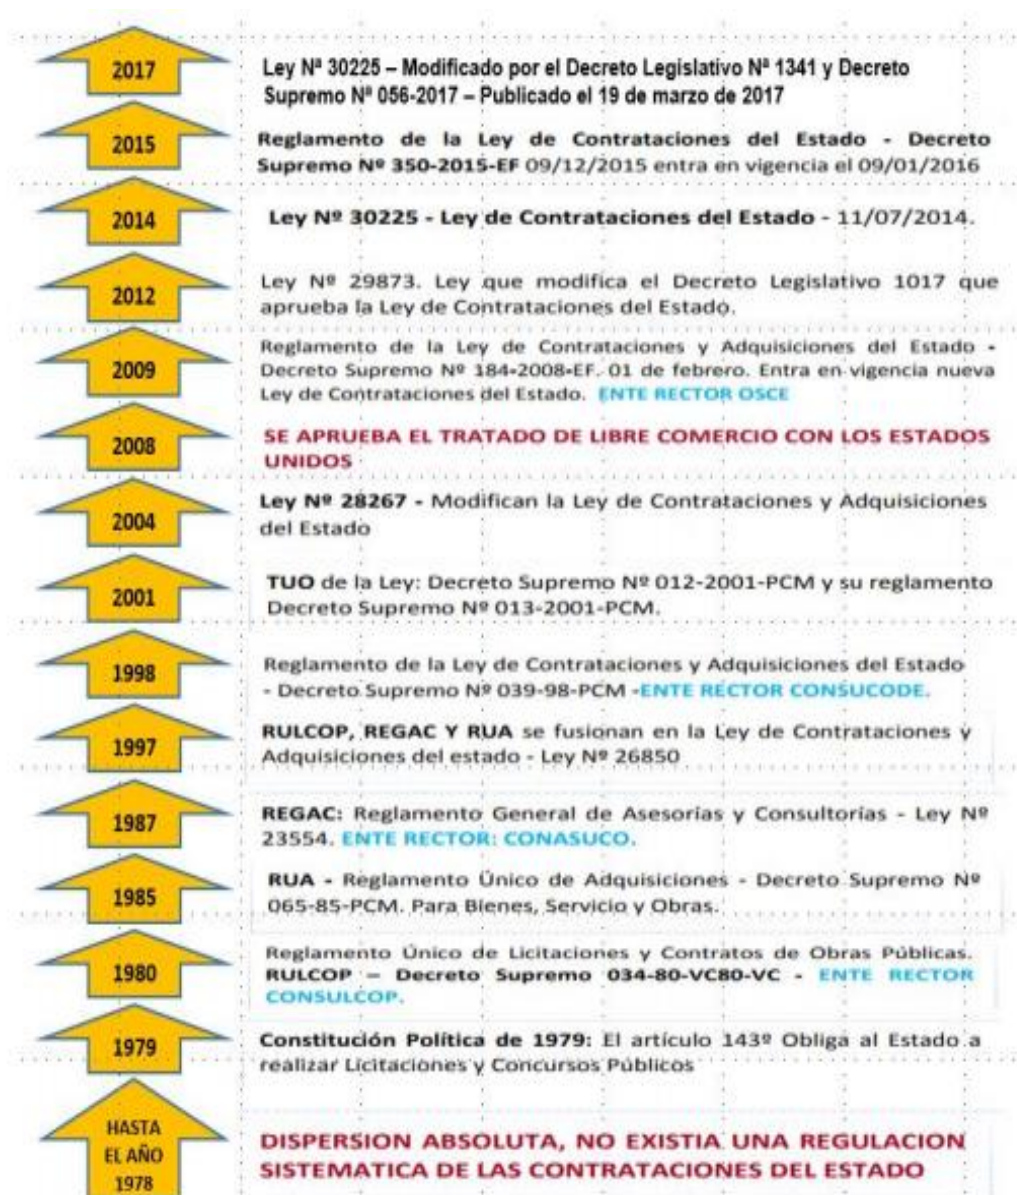 2017
Ley Nª 30225 – Modificado por el Decreto Legislativo Nª 1341 y Decreto
Supremo Nª 056-2017 – Publicado el 19 de marzo de 2017
2015
Reglamento de la Ley de Contrataciones del Estado - Decreto
Supremo Nº 350-2015-EF 09/12/2015 entra en vigencia el 09/01/2016
2014
Ley Nº 30225 - Ley de Contrataciones del Estado - 11/07/2014.
2012
Ley Nº 29873. Ley que modifica el Decreto Legislativo 1017 que
aprueba la Ley de Contrataciones del Estado.
2009
Reglamento de la Ley de Contrataciones y Adquisiciones del Estado -
Decreto Supremo Nº 184-2008-EF. 01 de febrero. Entra en vigencia nueva
Ley de Contrataciones del Estado. ENTE RECTOR OSCE
2008
SE APRUEBA EL TRATADO DE LIBRE COMERCIO CON LOS ESTADOS
UNIDOS
2004
Ley Nº 28267 - Modifican la Ley de Contrataciones y Adquisiciones
del Estado
2001
TUO de la Ley: Decreto Supremo Nº 012-2001-PCM y su reglamento
Decreto Supremo Nº 013-2001-PCM.
1998
Reglamento de la Ley de Contrataciones y Adquisiciones del Estado
- Decreto Supremo Nº 039-98-PCM -ENTE RECTOR CONSUCODE.
1997
RULCOP, REGAC Y RUA se fusionan en la Ley de Contrataciones y
Adquisiciones del estado - Ley Nº 26850
1987
REGAC: Reglamento General de Asesorías y Consultorías - Ley Nº
23554. ENTE RECTOR: CONASUCO.
1985
RUA - Reglamento Único de Adquisiciones - Decreto Supremo Nº
065-85-PCM. Para Bienes, Servicio y Obras.
1980
Reglamento Único de Licitaciones y Contratos de Obras Públicas.
RULCOP – Decreto Supremo 034-80-VC80-VC - ENTE RECTOR
CONSULCOP.
1979
Constitución Política de 1979: El artículo 143º Obliga al Estado a
realizar Licitaciones y Concursos Públicos
HASTA
EL AÑO
1978
DISPERSION ABSOLUTA, NO EXISTIA UNA REGULACION
SISTEMATICA DE LAS CONTRATACIONES DEL ESTADO